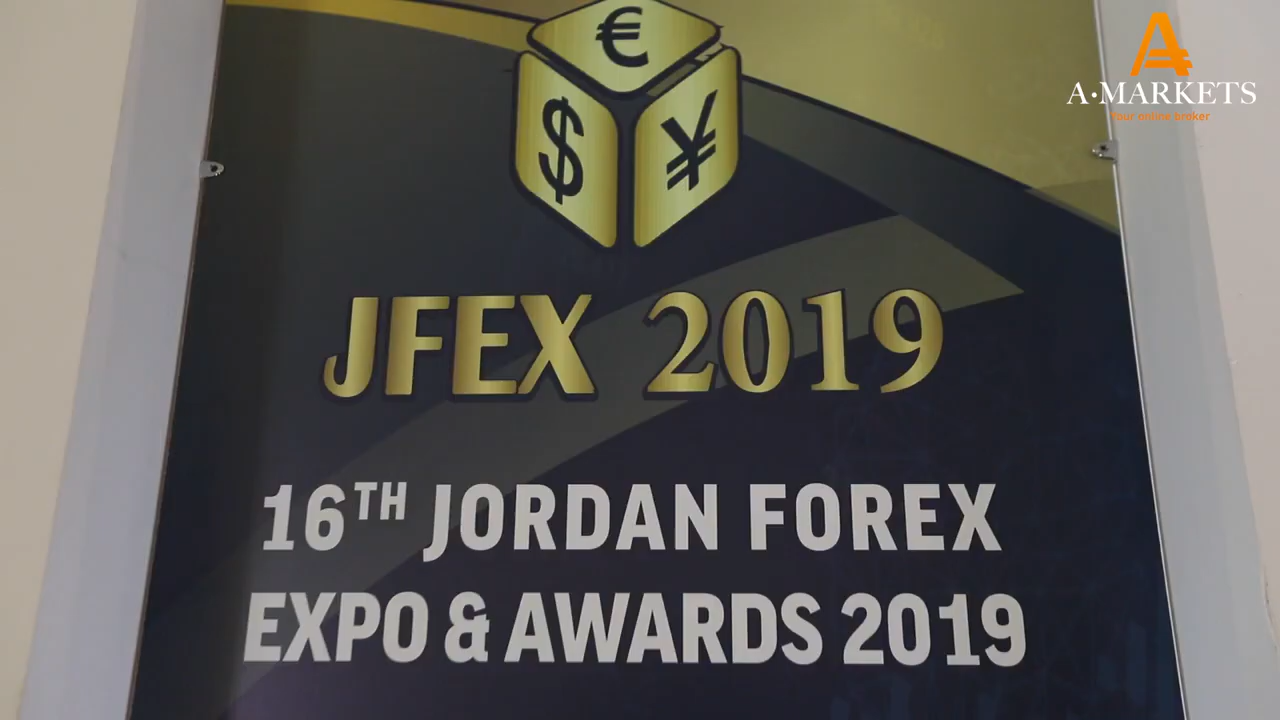 A·MARKETS
Your online broker
€
$ ¥
JFEX 2019
16TH JORDAN FOREX
EXPO & AWARDS 2019